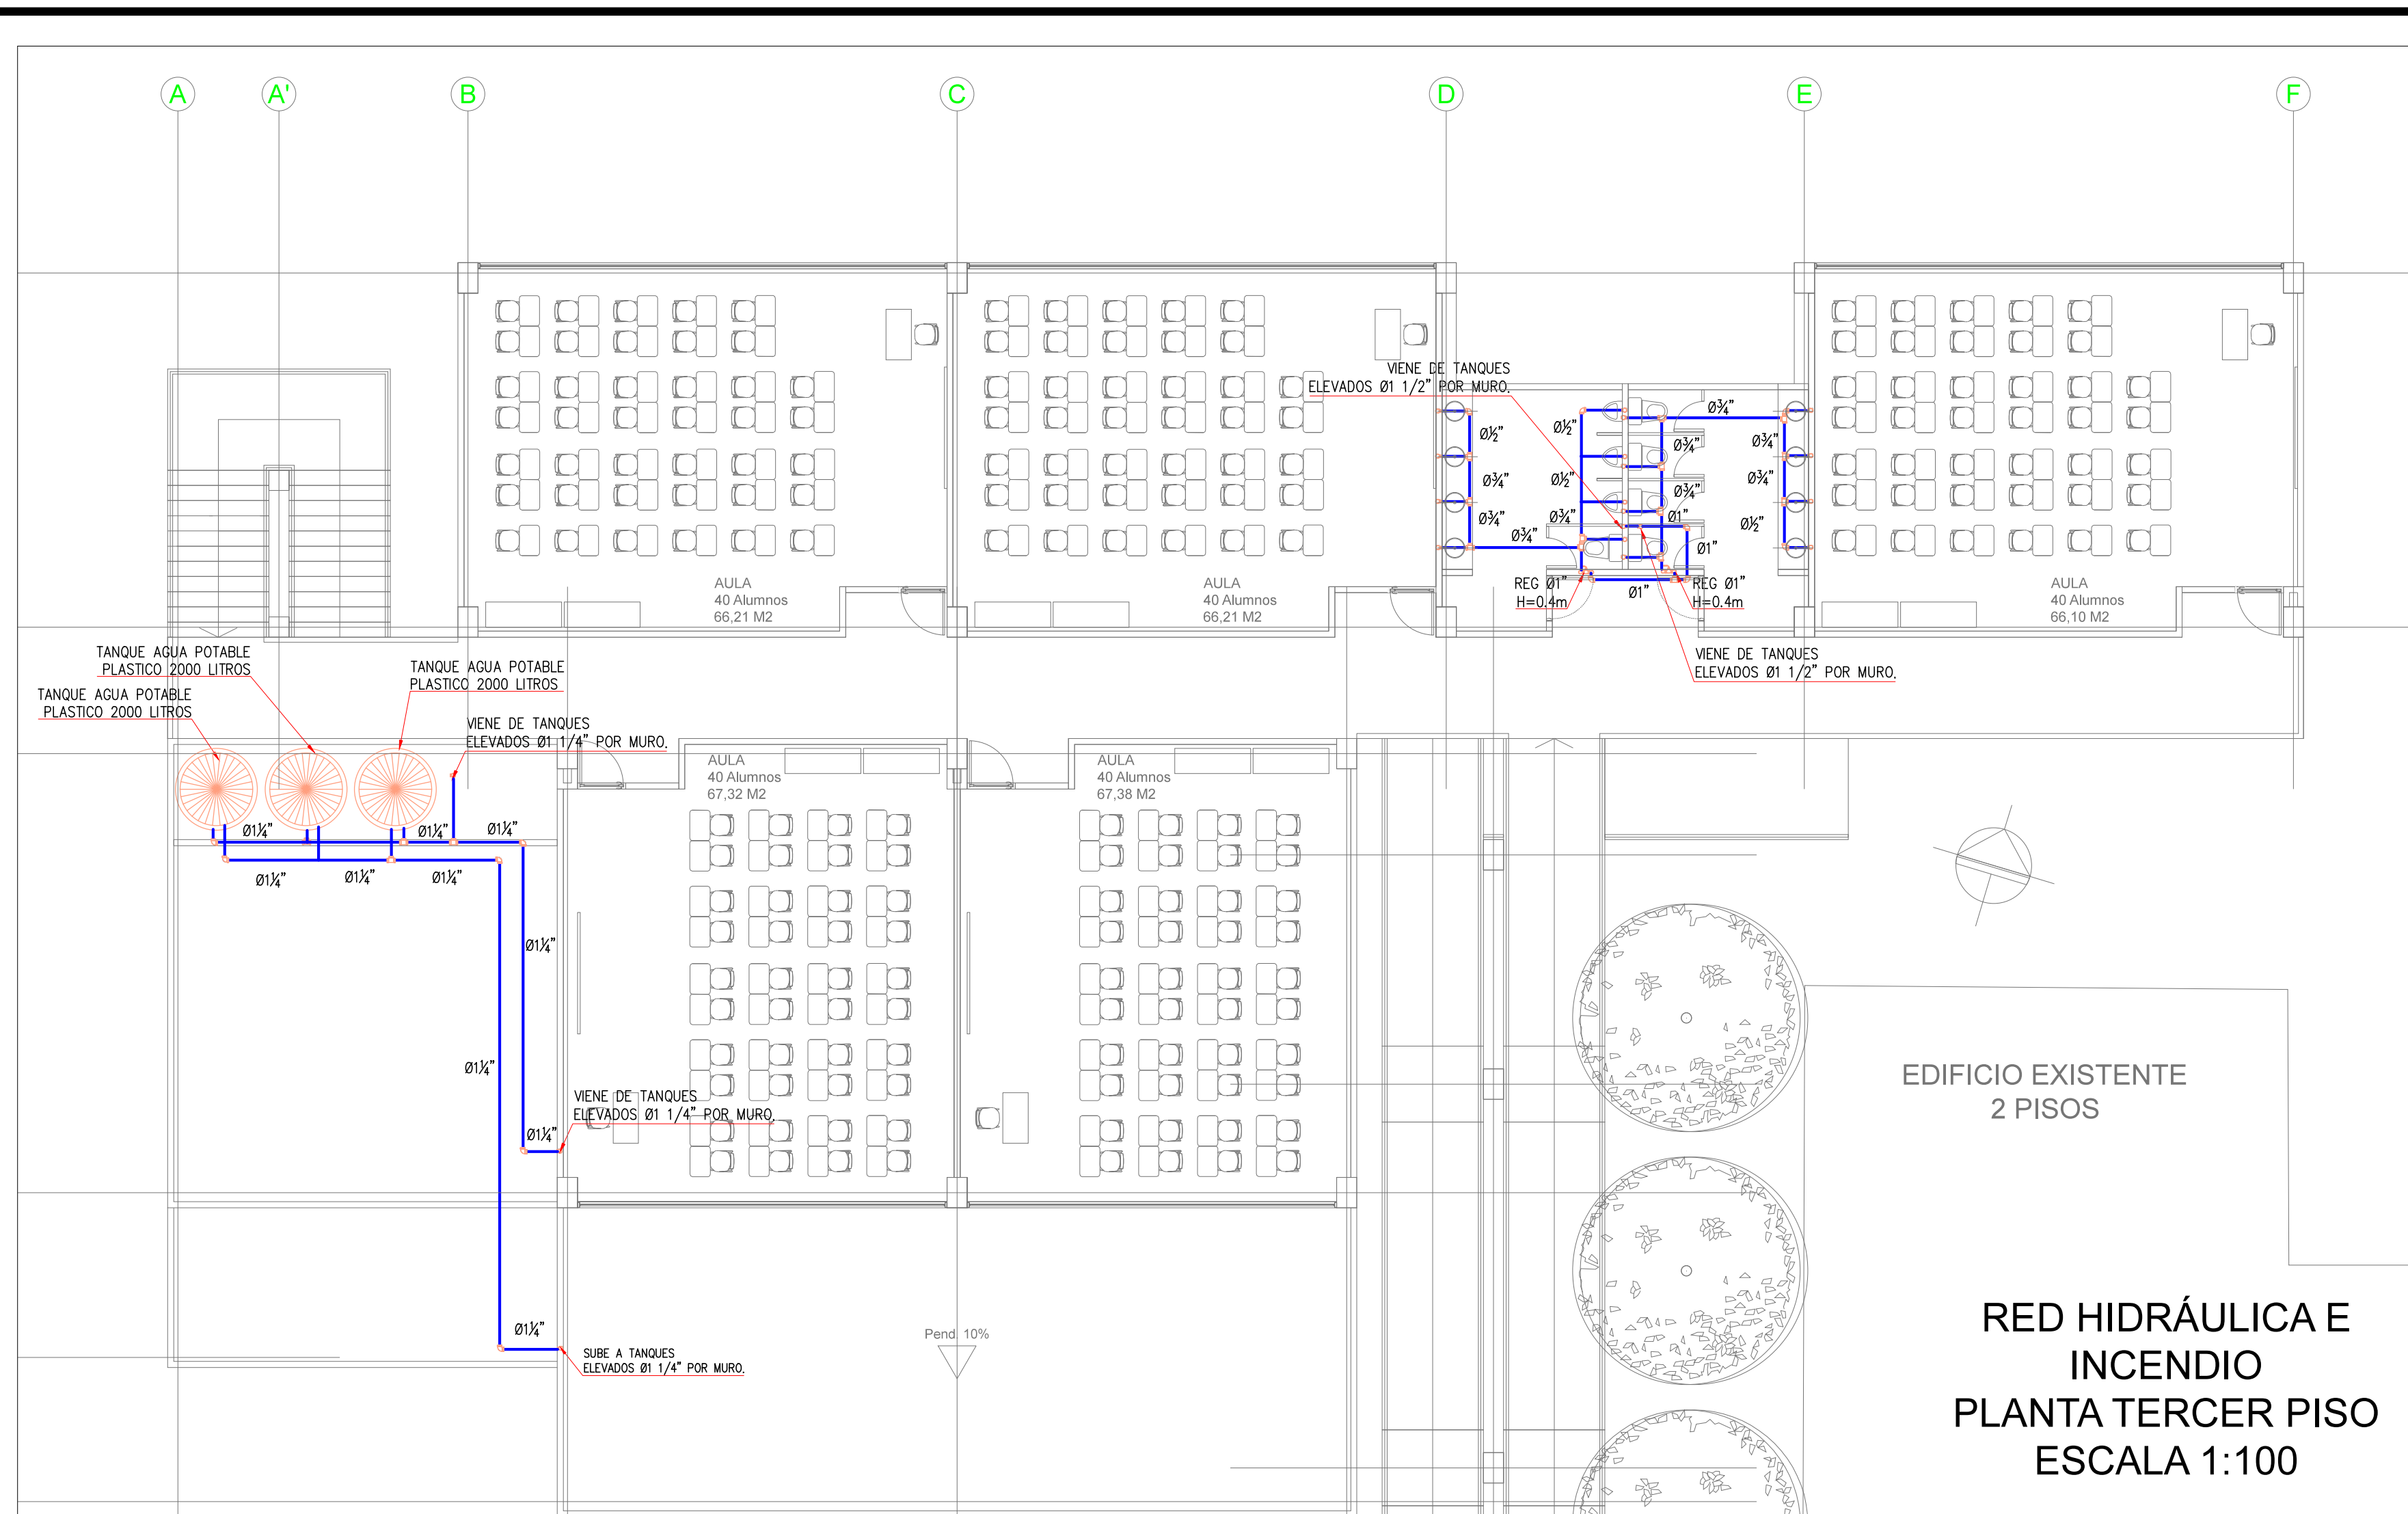 A
A'
B
C
D
E
F
VIENE DE TANQUES
ELEVADOS Ø1 1/2" POR MURO.
Ø½"
Ø¾"
Ø¾"
Ø¾"
Ø½"
Ø½"
Ø¾"
Ø¾"
Ø¾"
Ø¾"
Ø1"
Ø1"
Ø1"
Ø¾"
Ø¾"
Ø½"
REG Ø1"
H=0.4m
REG Ø1"
H=0.4m
AULA
40 Alumnos
66,21 M2
AULA
40 Alumnos
66,21 M2
AULA
40 Alumnos
66,10 M2
VIENE DE TANQUES
ELEVADOS Ø1 1/2" POR MURO.
TANQUE AGUA POTABLE
PLASTICO 2000 LITROS
TANQUE AGUA POTABLE
PLASTICO 2000 LITROS
TANQUE AGUA POTABLE
PLASTICO 2000 LITROS
VIENE DE TANQUES
ELEVADOS Ø1 1/4" POR MURO.
AULA
40 Alumnos
67,32 M2
AULA
40 Alumnos
67,38 M2
Ø1¼"
Ø1¼"
Ø1¼"
Ø1¼"
Ø1¼"
Ø1¼"
Ø1¼"
Ø1¼"
VIENE DE TANQUES
ELEVADOS Ø1 1/4" POR MURO.
Ø1¼"
Ø1¼"
SUBE A TANQUES
ELEVADOS Ø1 1/4" POR MURO.
Pend. 10%
EDIFICIO EXISTENTE
2 PISOS
RED HIDRÁULICA E
INCENDIO
PLANTA TERCER PISO
ESCALA 1:100